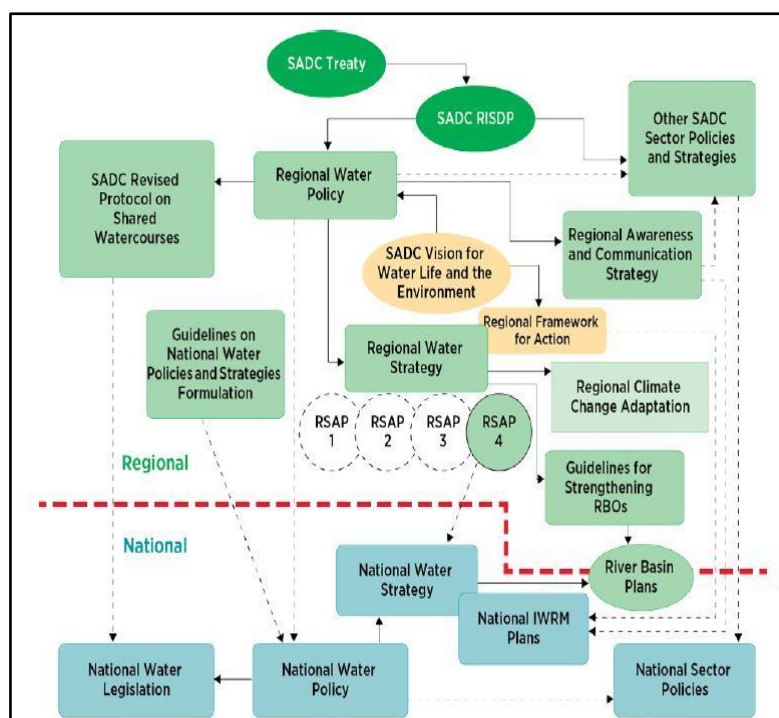 SADC Treaty
SADC RISDP
Other SADC
Sector Policies
and Strategies
SADC Revised
Protocol on
Shared
Watercourses
Regional Water
Policy
Regional Awareness
and Communication
Strategy
SADC Vision for
Water Life and the
Environment
Regional Framework
for Action
Guidelines on
National Water
Policies and Strategies
Formulation
Regional Water
Strategy
Regional Climate
Change Adaptation
RSAP
1
RSAP
2
RSAP
3
RSAP
4
Regional
Guidelines for
Strengthening
RBOs
National
National Water
Strategy
River Basin
Plans
National IWRM
Plans
National Water
Legislation
National Water
Policy
National Sector
Policies